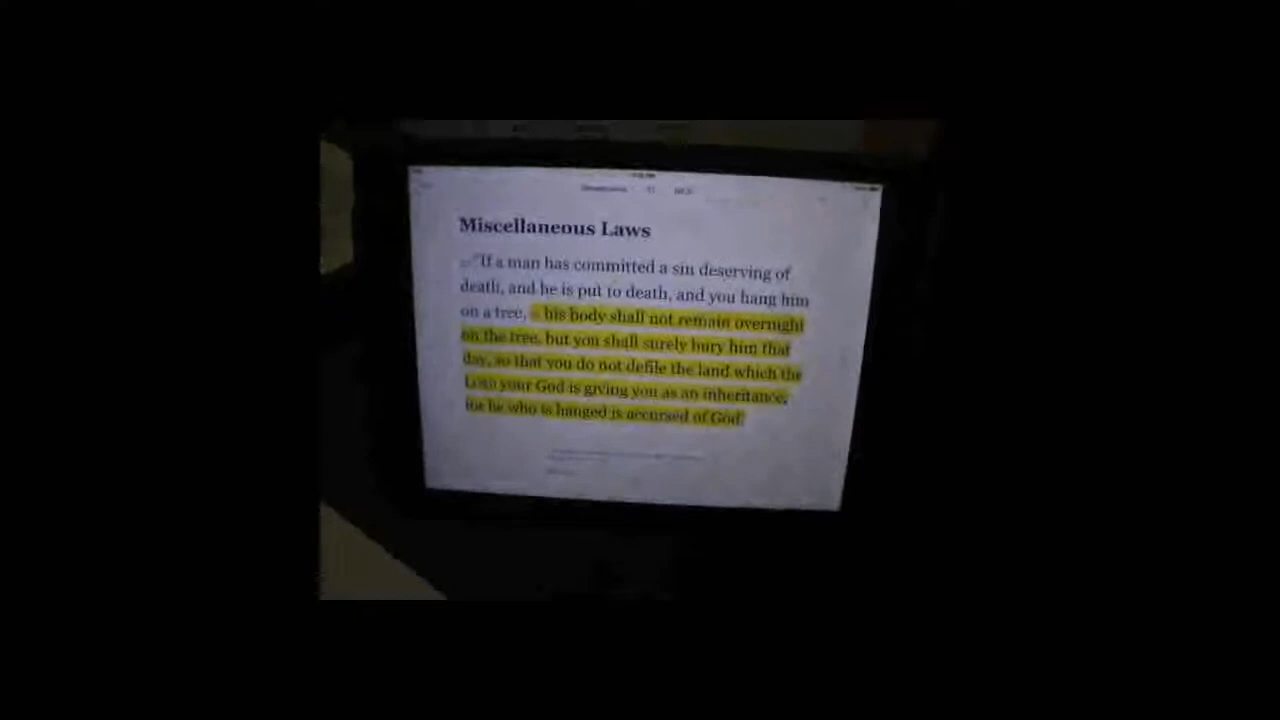 Miscellaneous Laws
"If a man has committed a sin deserving of
death, and he is put to death, and you hang him
on a tree, his body shall not remain overnight
on the tree, but you shall surely bury him that
day, so that you do not defile the land which the
LORD your God is giving you as an inheritance;
for he who is hanged is accursed of God.